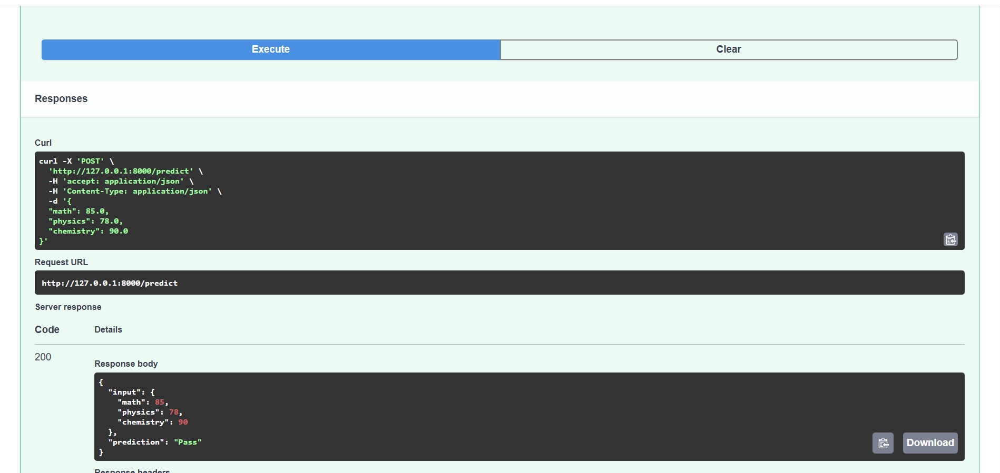 Execute
Clear
Responses
Curl
curl -X 'POST' \
  'http://127.0.0.1:8000/predict' \
  -H 'accept: application/json' \
  -H 'Content-Type: application/json' \
  -d '{
  "math": 85.0,
  "physics": 78.0,
  "chemistry": 90.0
}'
Request URL
http://127.0.0.1:8000/predict
Server response
Code Details
200
Response body
{
  "input": {
    "math": 85,
    "physics": 78,
    "chemistry": 90
  },
  "prediction": "Pass"
}
Download
Response headers